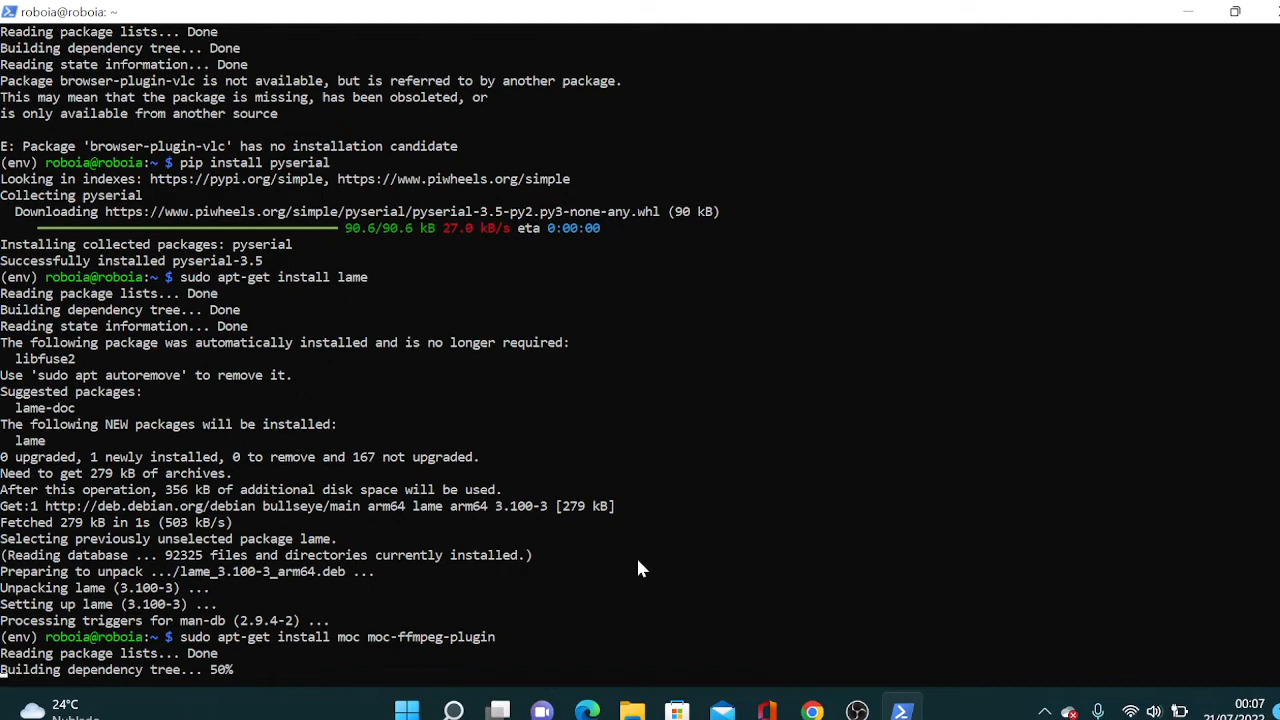 roboia@roboia: ~
Reading package lists... Done
Building dependency tree... Done
Reading state information... Done
Package browser-plugin-vlc is not available, but is referred to by another package.
This may mean that the package is missing, has been obsoleted, or
is only available from another source
E: Package 'browser-plugin-vlc' has no installation candidate
(env) roboia@roboia:~ $ pip install pyserial
Looking in indexes: https://pypi.org/simple, https://www.piwheels.org/simple
Collecting pyserial
Downloading https://www.piwheels.org/simple/pyserial/pyserial-3.5-py2.py3-none-any.whl (90 kB)
90.6/90.6 kB 27.0 kB/s eta 0:00:00
Installing collected packages: pyserial
Successfully installed pyserial-3.5
(env) roboia@roboia:~ $ sudo apt-get install lame
Reading package lists... Done
Building dependency tree... Done
Reading state information... Done
The following package was automatically installed and is no longer required:
libfuse2
Use 'sudo apt autoremove' to remove it.
Suggested packages:
lame-doc
The following NEW packages will be installed:
lame
0 upgraded, 1 newly installed, 0 to remove and 167 not upgraded.
Need to get 279 kB of archives.
After this operation, 356 kB of additional disk space will be used.
Get:1 http://deb.debian.org/debian bullseye/main arm64 lame arm64 3.100-3 [279 kB]
Fetched 279 kB in 1s (503 kB/s)
Selecting previously unselected package lame.
(Reading database ... 92325 files and directories currently installed.)
Preparing to unpack .../lame_3.100-3_arm64.deb ...
Unpacking lame (3.100-3) ...
Setting up lame (3.100-3) ...
Processing triggers for man-db (2.9.4-2) ...
(env) roboia@roboia:~ $ sudo apt-get install moc moc-ffmpeg-plugin
Reading package lists... Done
Building dependency tree... 50%
24°C
00:07
21/07/2022